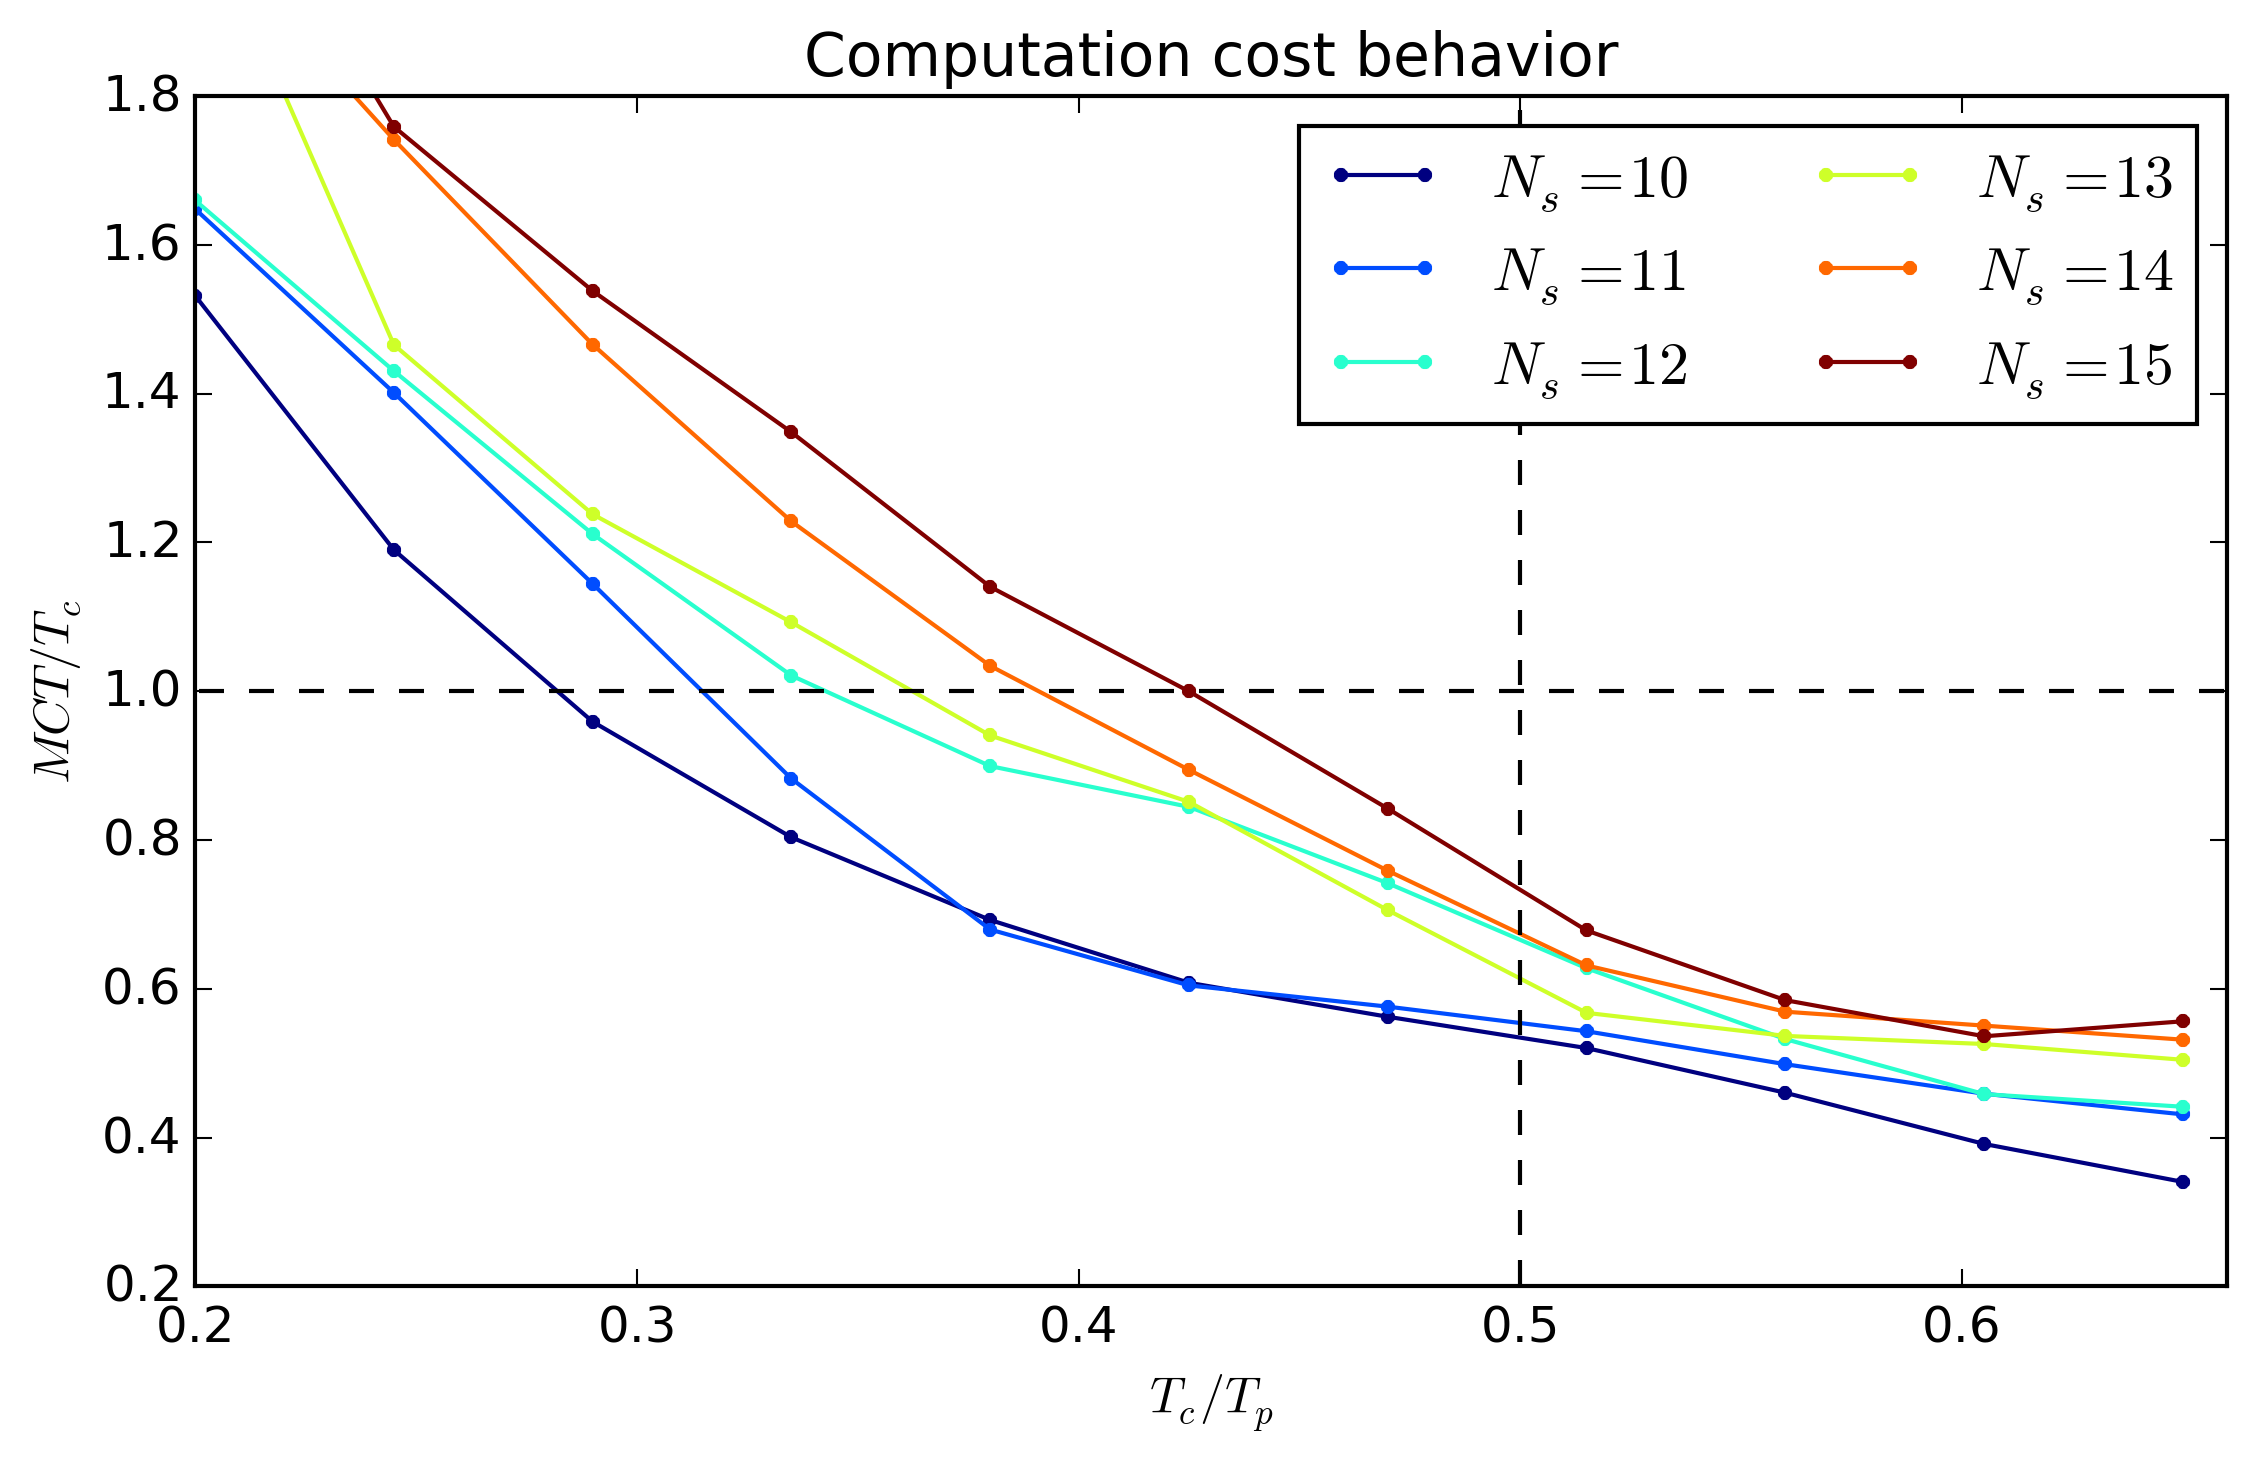 Computation cost behavior
1.8
1.6
1.4
1.2
1.0
0.8
0.6
0.4
0.2
MCT/T_c
N_s = 10
N_s = 11
N_s = 12
N_s = 13
N_s = 14
N_s = 15
0.2 0.3 0.4 0.5 0.6
T_c/T_p